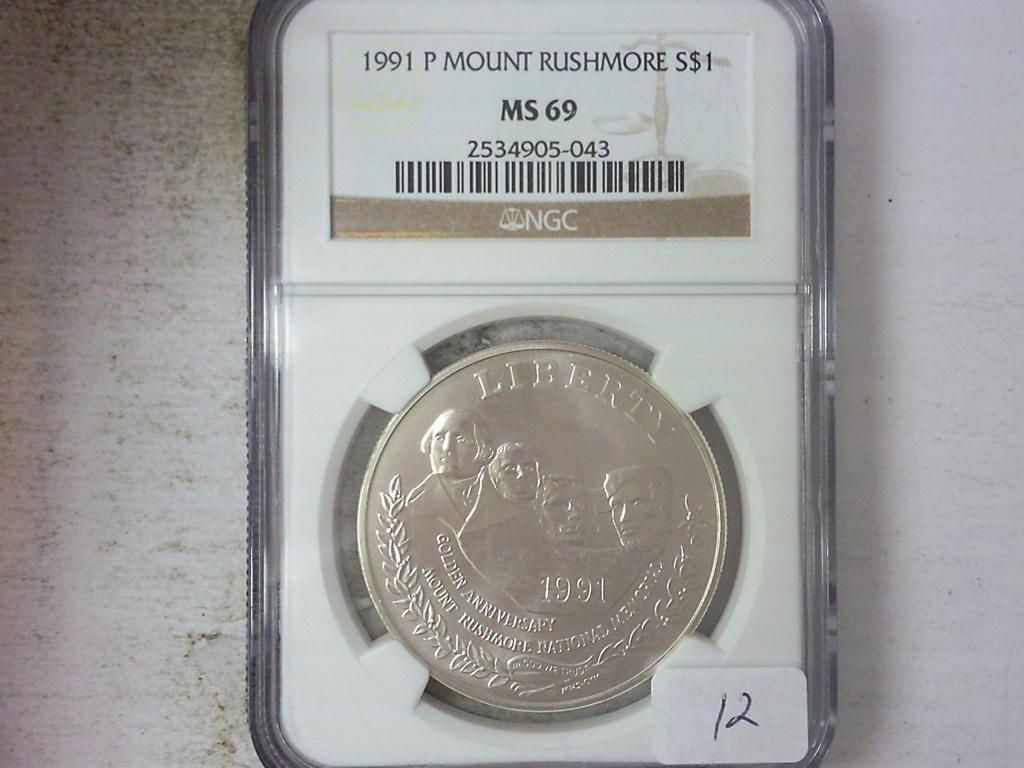 1991 P MOUNT RUSHMORE S$1
MS 69
2534905-043
NGC
LIBERTY
1991
GOLDEN ANNIVERSARY
MOUNT RUSHMORE NATIONAL MEMORIAL
IN GOD WE TRUST
12